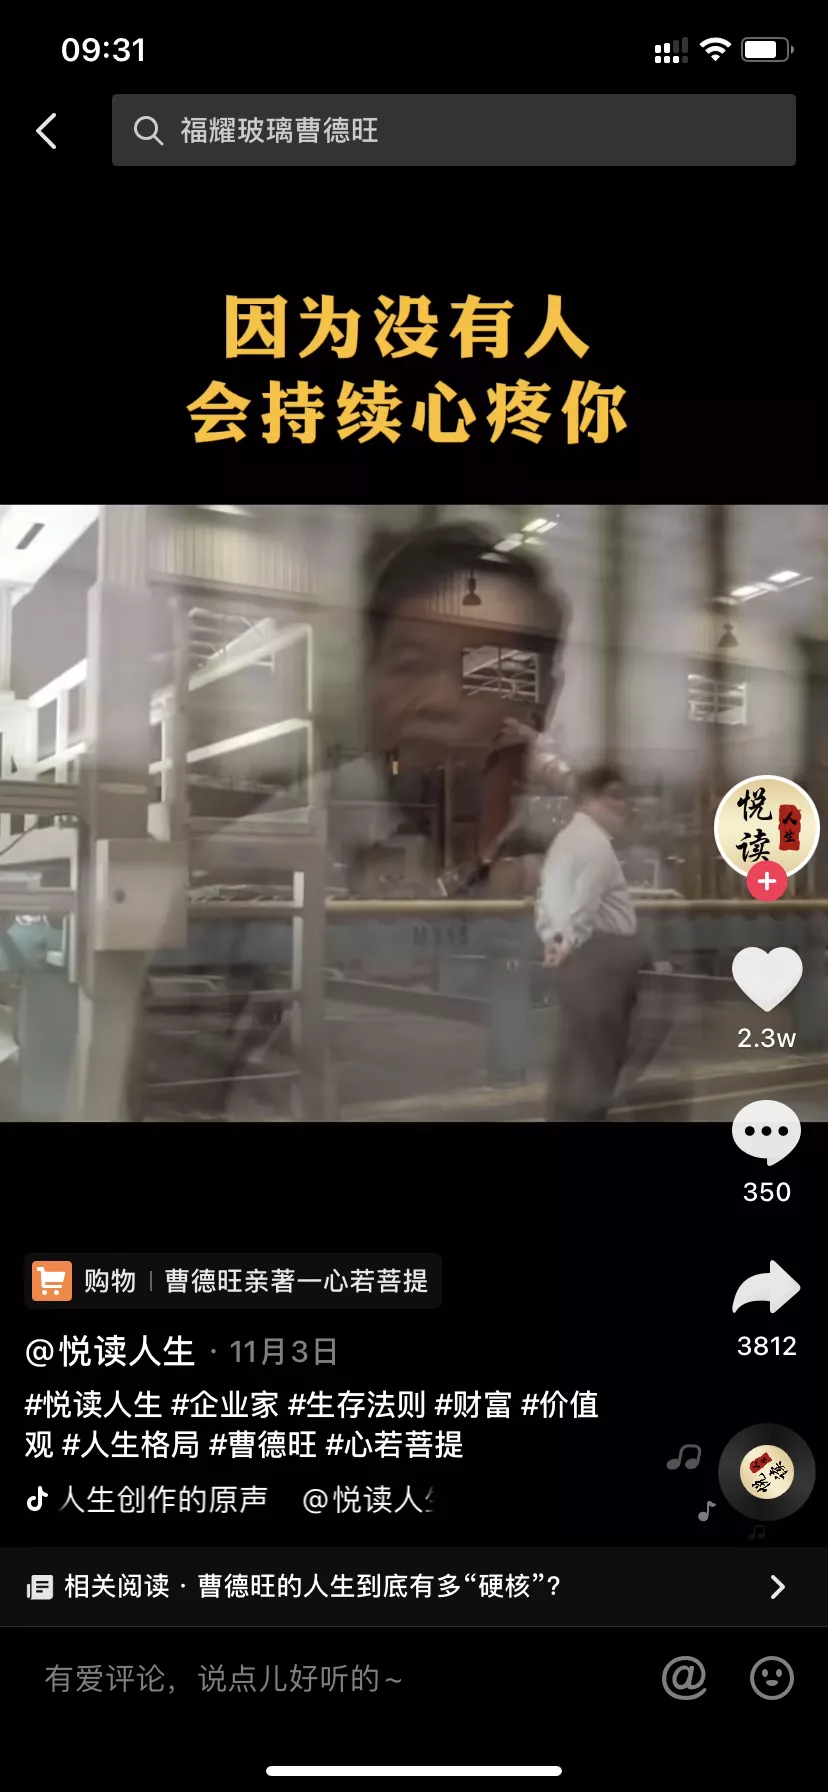 09:31
福耀玻璃曹德旺
因为没有人
会持续心疼你
悦读
人生
2.3w
350
3812
购物 | 曹德旺亲著一心若菩提
@悦读人生 · 11月3日
#悦读人生 #企业家 #生存法则 #财富 #价值
观 #人生格局 #曹德旺 #心若菩提
人生创作的原声 @悦读人
相关阅读 · 曹德旺的人生到底有多“硬核”?
有爱评论，说点儿好听的~